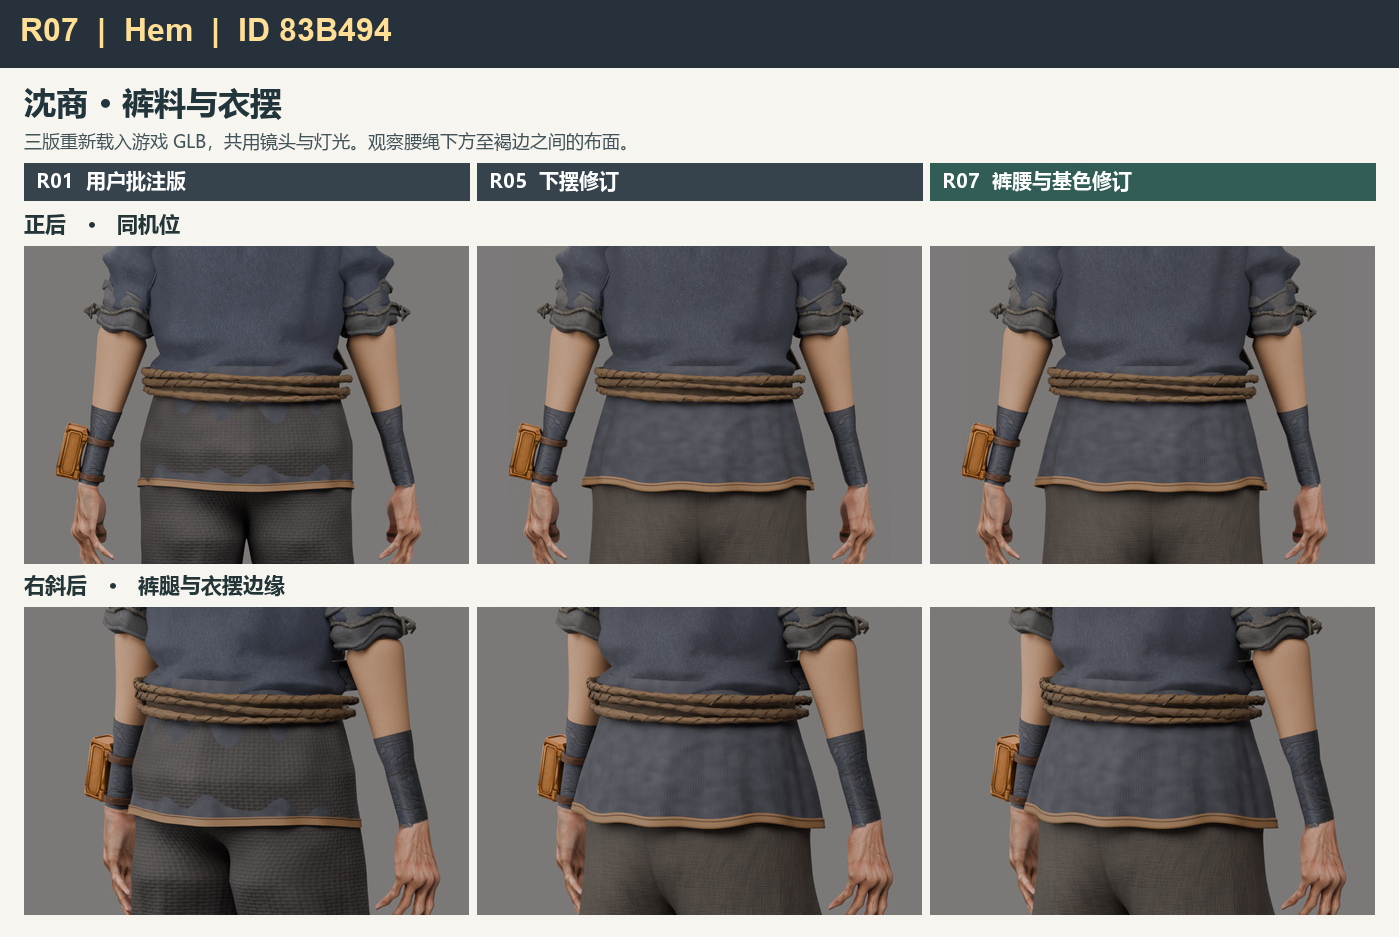 R07 | Hem | ID 83B494
沈商·裤料与衣摆
三版重新载入游戏 GLB，共用镜头与灯光。观察腰绳下方至褐边之间的布面。
R01 用户批注版
R05 下摆修订
R07 裤腰与基色修订
正后 · 同机位
右斜后 · 裤腿与衣摆边缘